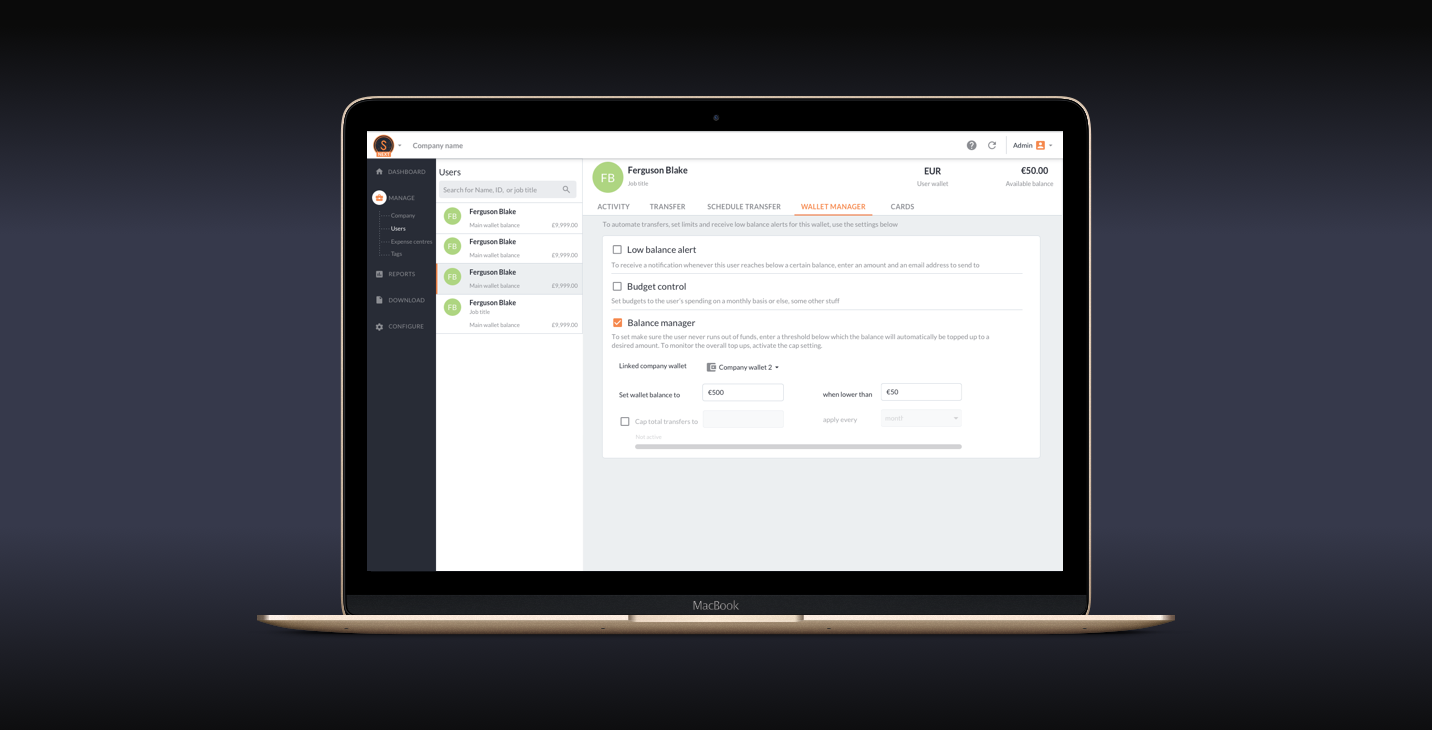 S
NEXT
Company name
Admin
DASHBOARD
MANAGE
Company
Users
Expense centres
Tags
REPORTS
DOWNLOAD
CONFIGURE
Users
Search for Name, ID, or job title
FB
Ferguson Blake
Main wallet balance
£9,999.00
FB
Ferguson Blake
Main wallet balance
£9,999.00
FB
Ferguson Blake
Main wallet balance
£9,999.00
FB
Ferguson Blake
Job title
Main wallet balance
£9,999.00
FB
Ferguson Blake
Job title
EUR
User wallet
€50.00
Available balance
ACTIVITY
TRANSFER
SCHEDULE TRANSFER
WALLET MANAGER
CARDS
To automate transfers, set limits and receive low balance alerts for this wallet, use the settings below
Low balance alert
To receive a notification whenever this user reaches below a certain balance, enter an amount and an email address to send to
Budget control
Set budgets to the user's spending on a monthly basis or else, some other stuff
Balance manager
To set make sure the user never runs out of funds, enter a threshold below which the balance will automatically be topped up to a
desired amount. To monitor the overall top ups, activate the cap setting.
Linked company wallet
Company wallet 2
Set wallet balance to
€500
when lower than
€50
Cap total transfers to
apply every
Not active
MacBook